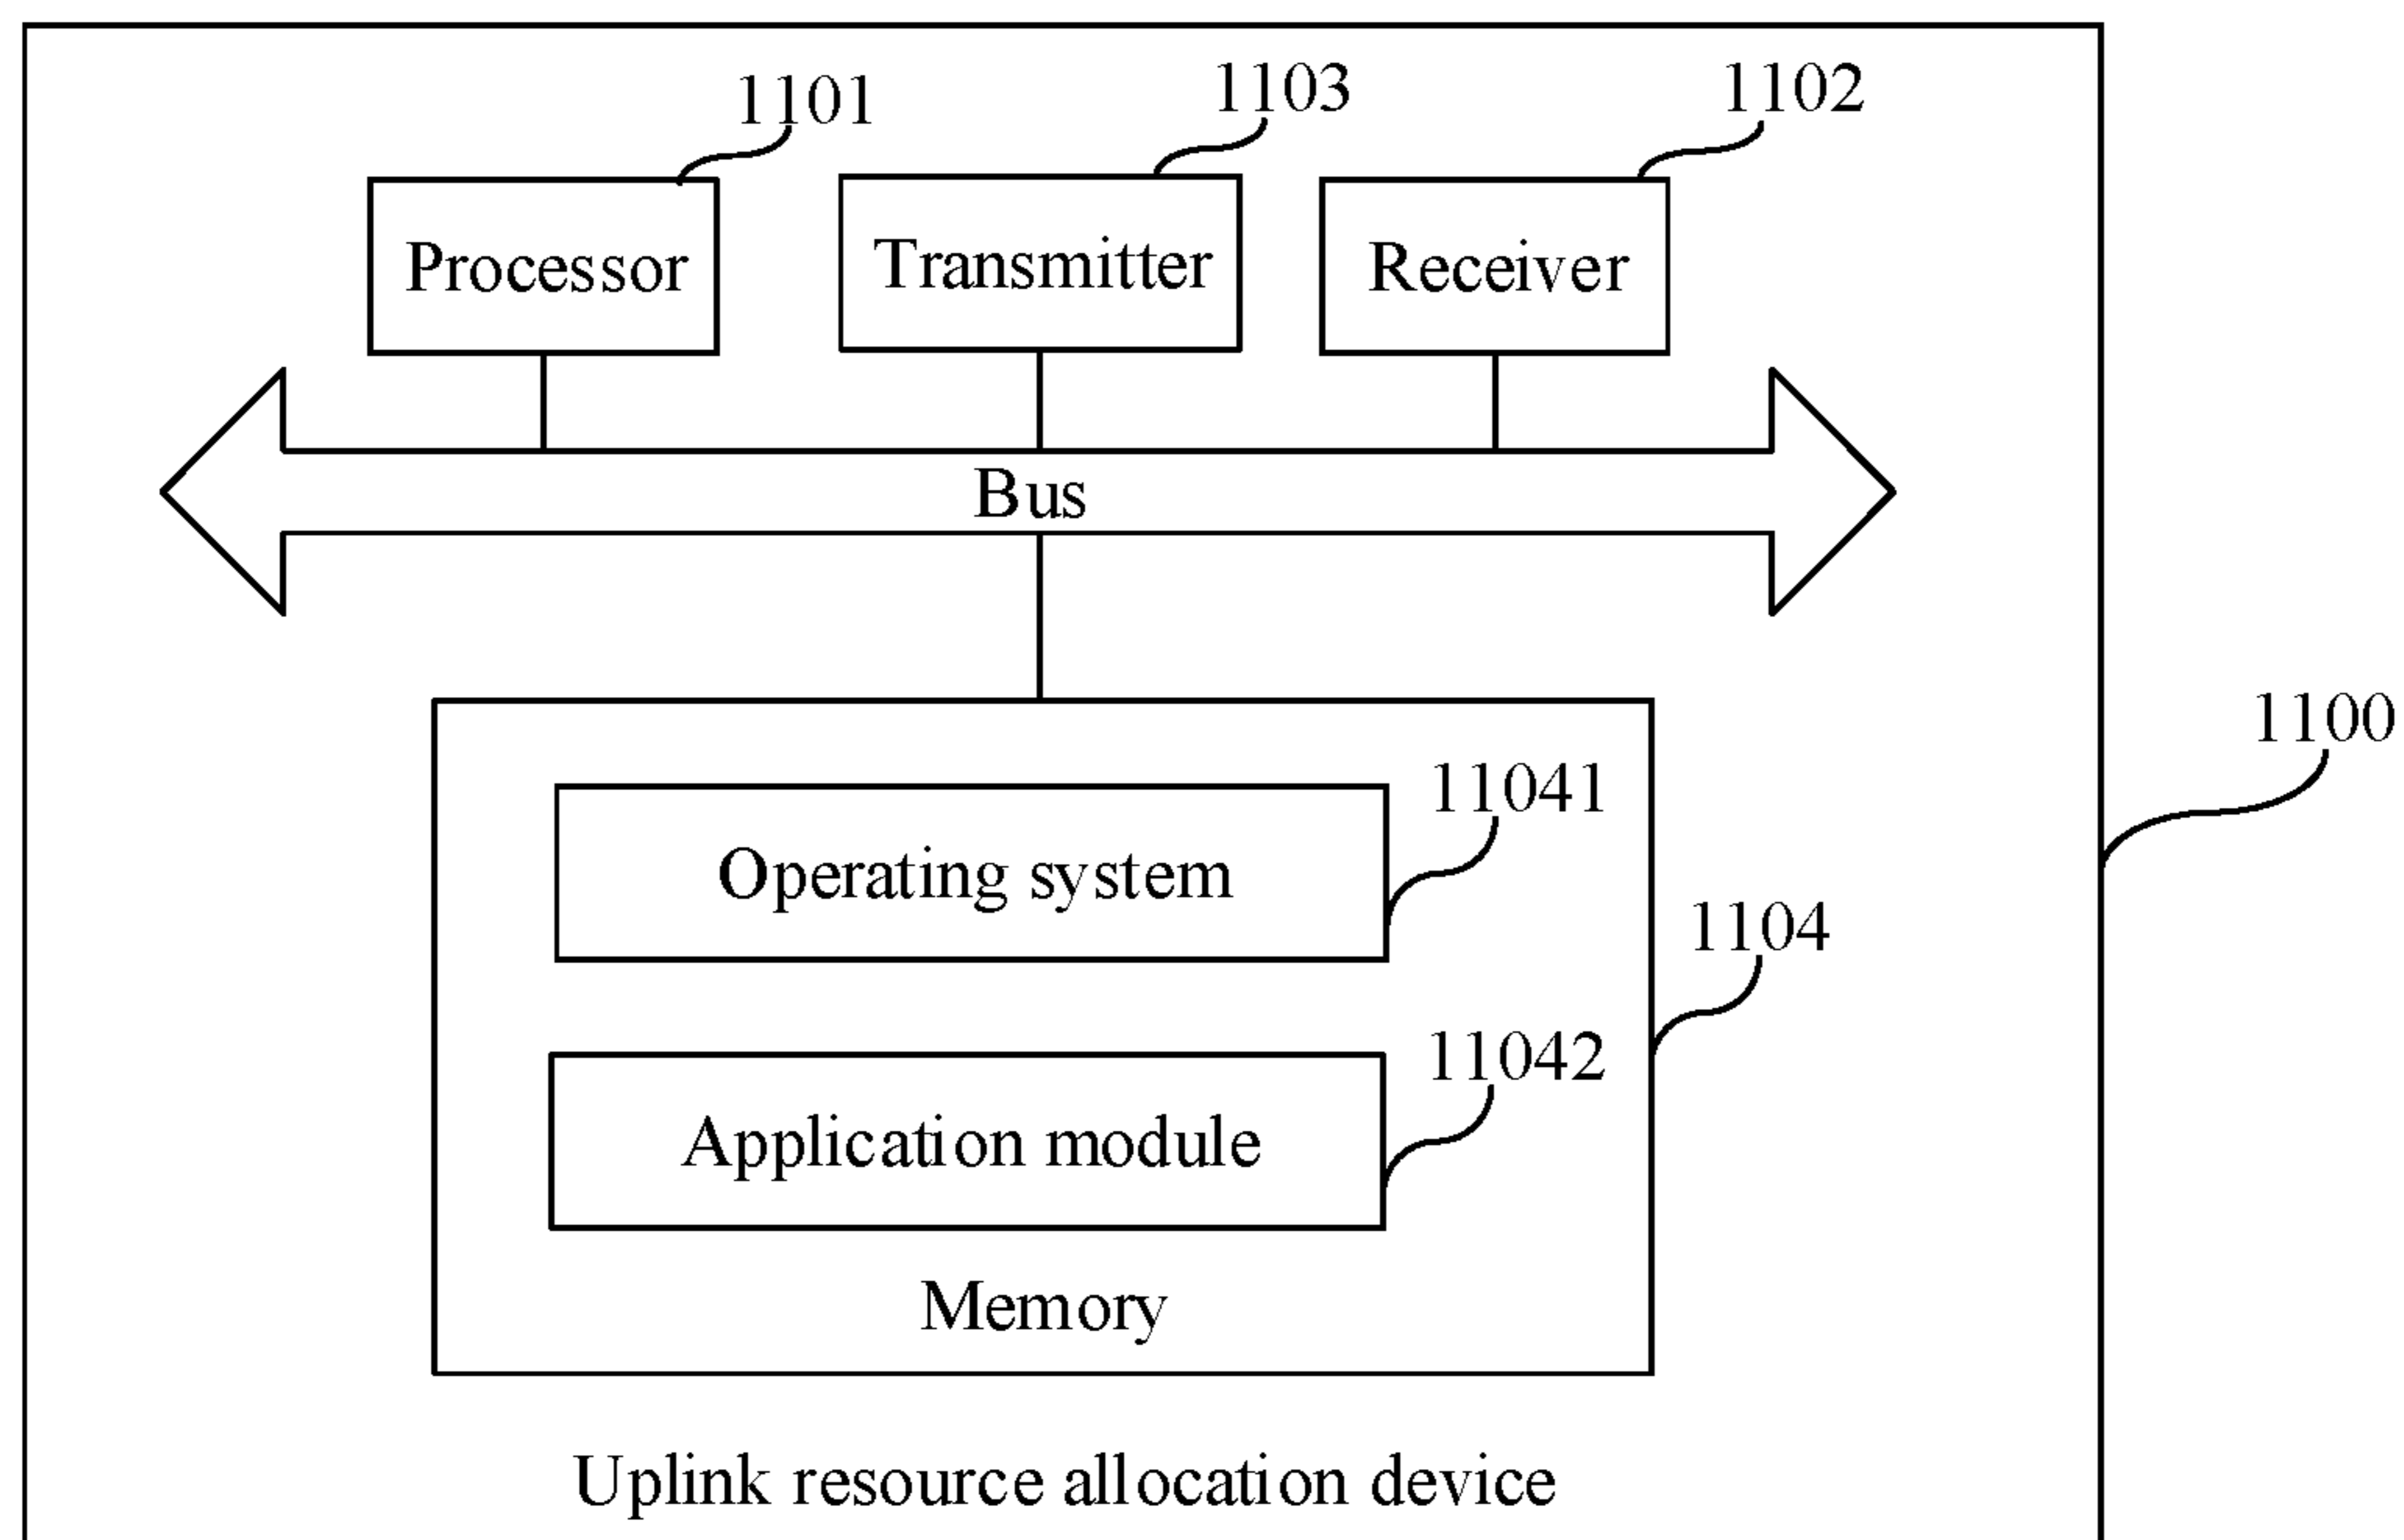 1101
1103
1102
Processor
Transmitter
Receiver
Bus
1100
11041
Operating system
1104
11042
Application module
Memory
Uplink resource allocation device